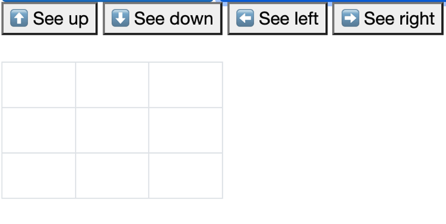 ⬆️ See up ⬇️ See down ⬅️ See left ➡️ See right